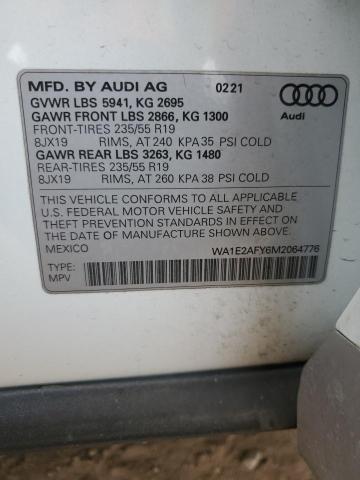 MFD. BY AUDI AG 02 21
GVWR LBS 5941, KG 2695
GAWR FRONT LBS 2866, KG 1300
FRONT-TIRES 235/55 R19
8JX19 RIMS, AT 240 KPA 35 PSI COLD
GAWR REAR LBS 3263, KG 1480
REAR-TIRES 235/55 R19
8JX19 RIMS, AT 260 KPA 38 PSI COLD
Audi
THIS VEHICLE CONFORMS TO ALL APPLICABLE
U.S. FEDERAL MOTOR VEHICLE SAFETY AND
THEFT PREVENTION STANDARDS IN EFFECT ON THE
DATE OF MANUFACTURE SHOWN ABOVE.
MEXICO WA1E2AFY6M2064776
TYPE:
MPV